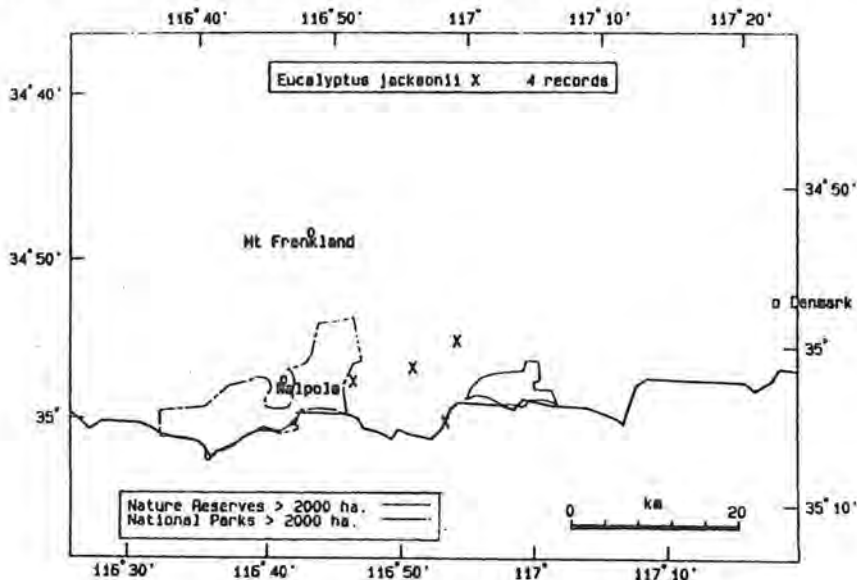 116°40' 116°50' 117° 117°10' 117°20'
Eucalyptus jacksonii X 4 records
34°40'
34°50'
Mt Frankland
34°50'
o Denmark
X
35°
X
Walpole X
35°
X
Nature Reserves > 2000 ha.
National Parks > 2000 ha.
km
0 20
35°10'
116°30' 116°40' 116°50' 117° 117°10'